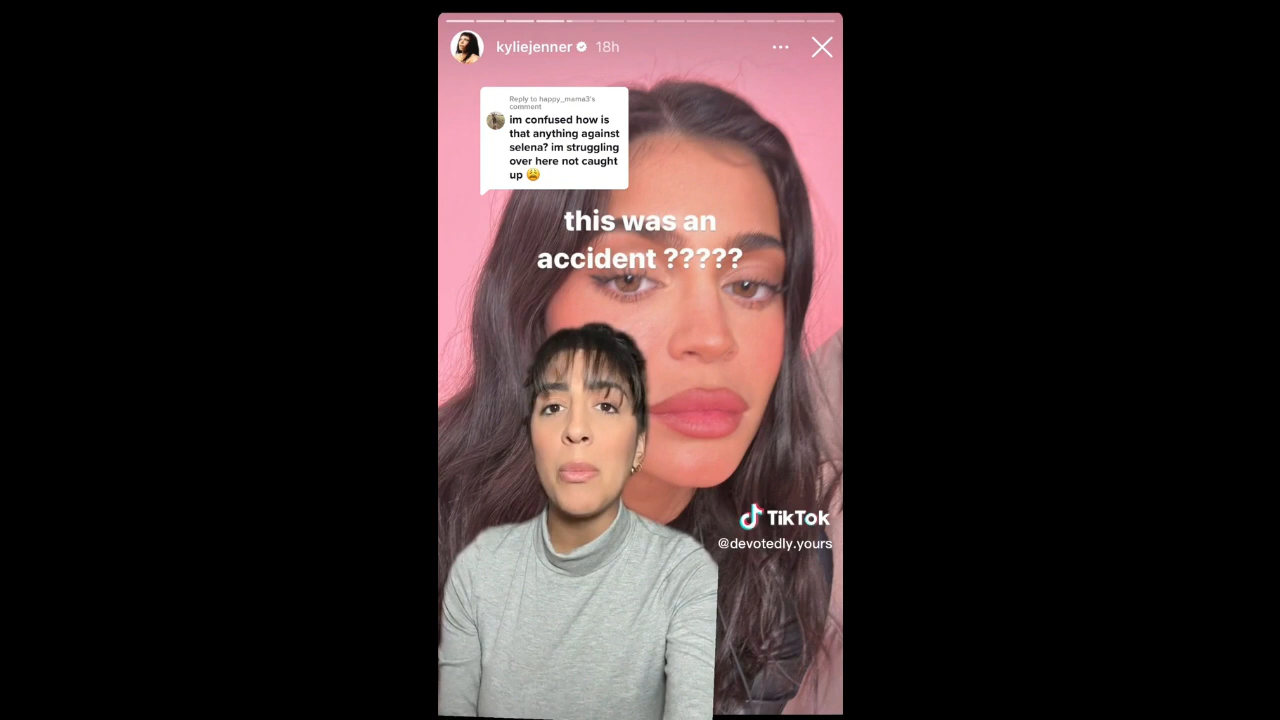 kyliejenner 18h
Reply to happy_mama3's
comment
im confused how is
that anything against
selena? im struggling
over here not caught
up 😩
this was an
accident ?????
TikTok
@devotedly.yours